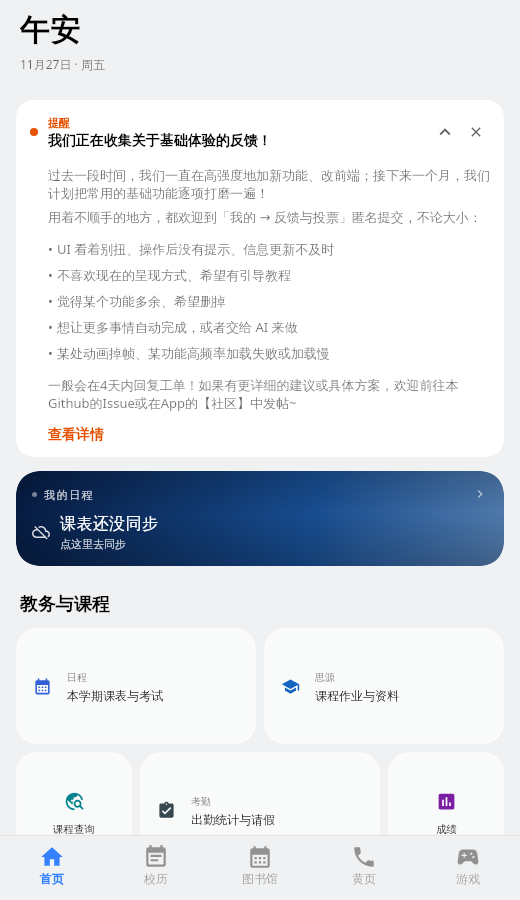 午安
11月27日 · 周五
提醒
我们正在收集关于基础体验的反馈！
过去一段时间，我们一直在高强度地加新功能、改前端；接下来一个月，我们
计划把常用的基础功能逐项打磨一遍！
用着不顺手的地方，都欢迎到「我的 → 反馈与投票」匿名提交，不论大小：
• UI 看着别扭、操作后没有提示、信息更新不及时
• 不喜欢现在的呈现方式、希望有引导教程
• 觉得某个功能多余、希望删掉
• 想让更多事情自动完成，或者交给 AI 来做
• 某处动画掉帧、某功能高频率加载失败或加载慢
一般会在4天内回复工单！如果有更详细的建议或具体方案，欢迎前往本
Github的Issue或在App的【社区】中发帖~
查看详情
我的日程
课表还没同步
点这里去同步
教务与课程
日程
本学期课表与考试
思源
课程作业与资料
课程查询
考勤
出勤统计与请假
成绩
首页
校历
图书馆
黄页
游戏